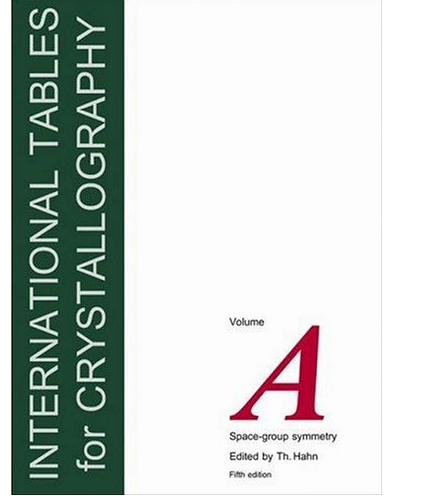 INTERNATIONAL TABLES
for CRYSTALLOGRAPHY
Volume
A
Space-group symmetry
Edited by Th. Hahn
Fifth edition